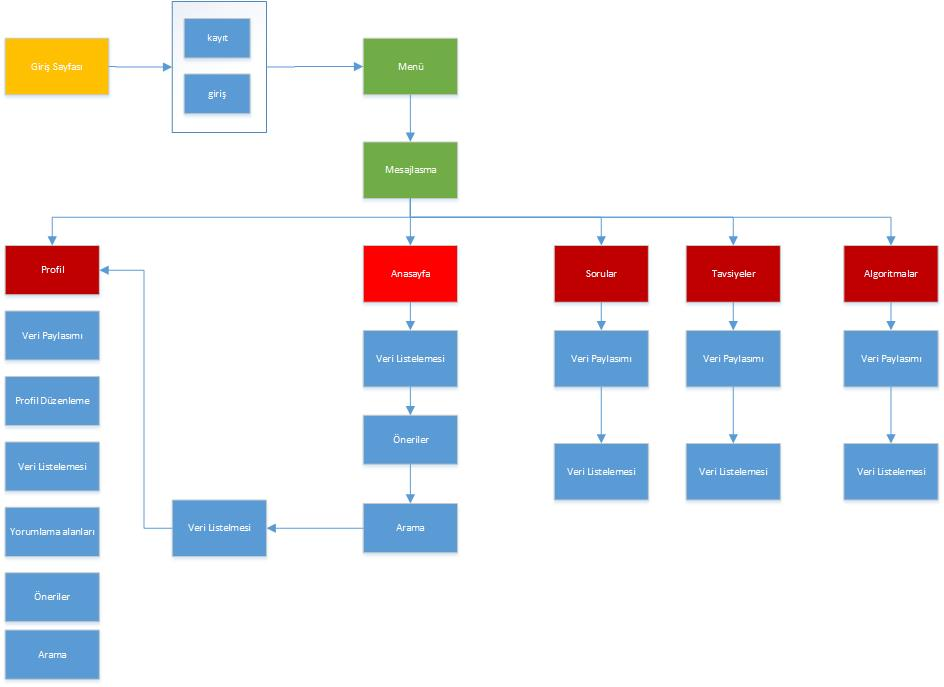 kayıt
Giriş Sayfası
Menü
giriş
Mesajlasma
Profil
Anasayfa
Sorular
Tavsiyeler
Algoritmalar
Veri Paylasımı
Veri Listelemesi
Veri Paylasımı
Veri Paylasımı
Veri Paylasımı
Profil Düzenleme
Öneriler
Veri Listelemesi
Veri Listelemesi
Veri Listelemesi
Veri Listelemesi
Yorumlama alanları
Veri Listelmesi
Arama
Öneriler
Arama